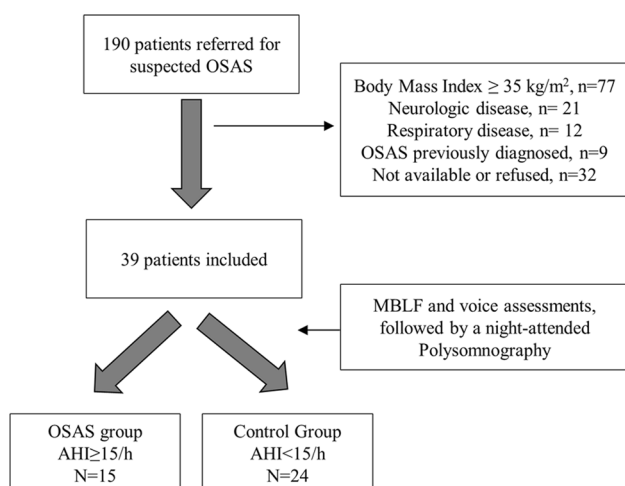 190 patients referred for
suspected OSAS
Body Mass Index ≥ 35 kg/m², n=77
Neurologic disease, n= 21
Respiratory disease, n= 12
OSAS previously diagnosed, n=9
Not available or refused, n=32
39 patients included
MBLF and voice assessments,
followed by a night-attended
Polysomnography
OSAS group
AHI≥15/h
N=15
Control Group
AHI<15/h
N=24